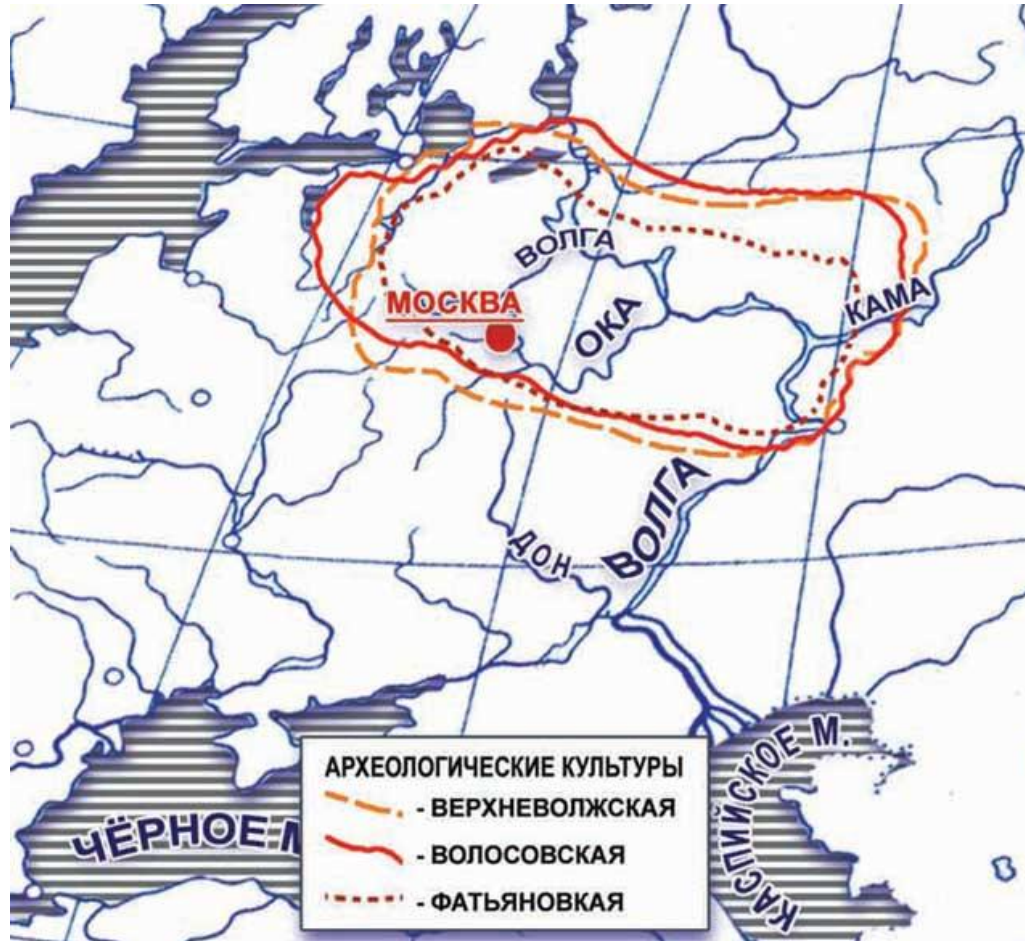 ВОЛГА
МОСКВА
ОКА
КАМА
ВОЛГА
ДОН
КАСПИЙСКОЕ М.
ЧЁРНОЕ М
АРХЕОЛОГИЧЕСКИЕ КУЛЬТУРЫ
- ВЕРХНЕВОЛЖСКАЯ
- ВОЛОСОВСКАЯ
- ФАТЬЯНОВКАЯ